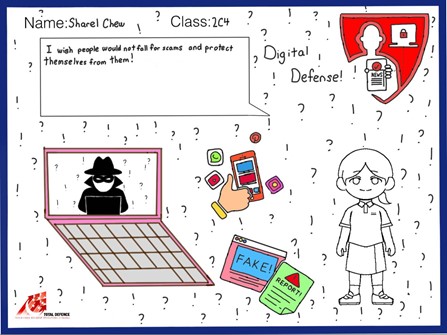 Name:Sharel Chew Class:2C4
I wish people would not fall for scams and protect
themselves from them!
Digital
Defense!
NEWS
FAKE!
REPORT!
TOTAL DEFENCE